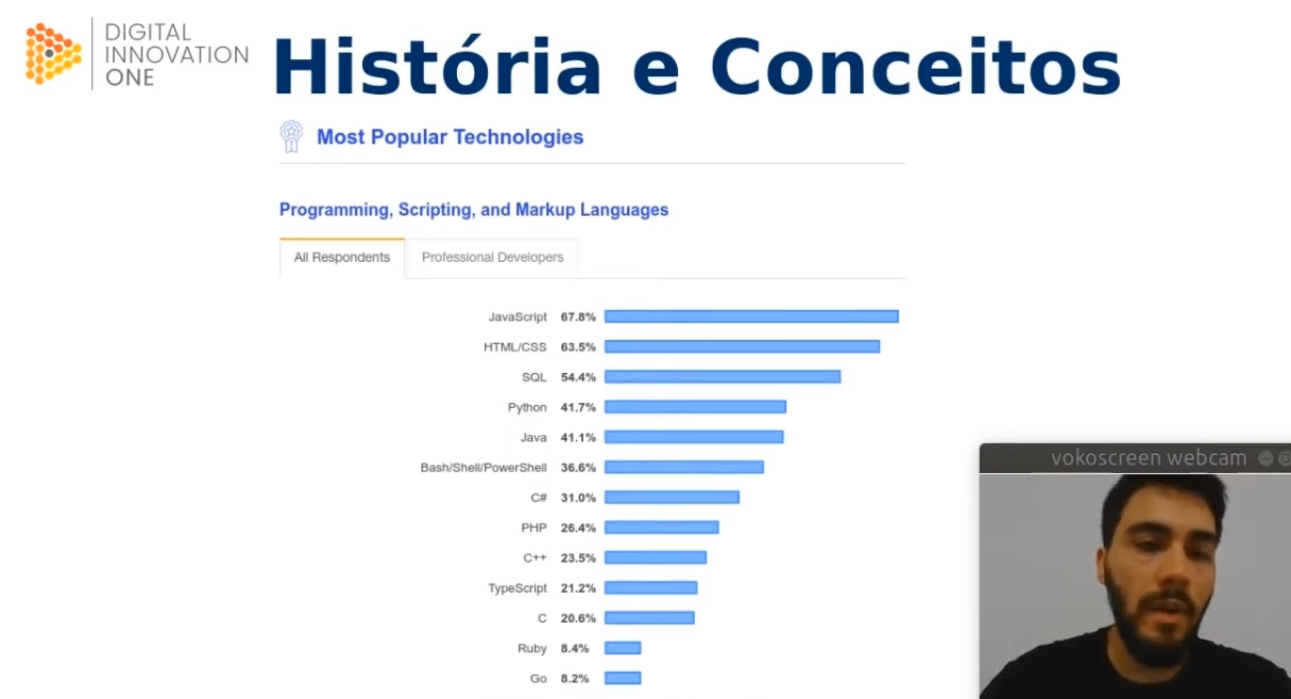 DIGITAL
INNOVATION
ONE
História e Conceitos
Most Popular Technologies
Programming, Scripting, and Markup Languages
All Respondents
Professional Developers
JavaScript 67.8%
HTML/CSS 63.5%
SQL 54.4%
Python 41.7%
Java 41.1%
Bash/Shell/PowerShell 36.6%
C# 31.0%
PHP 26.4%
C++ 23.5%
TypeScript 21.2%
C 20.6%
Ruby 8.4%
Go 8.2%
vokoscreen webcam